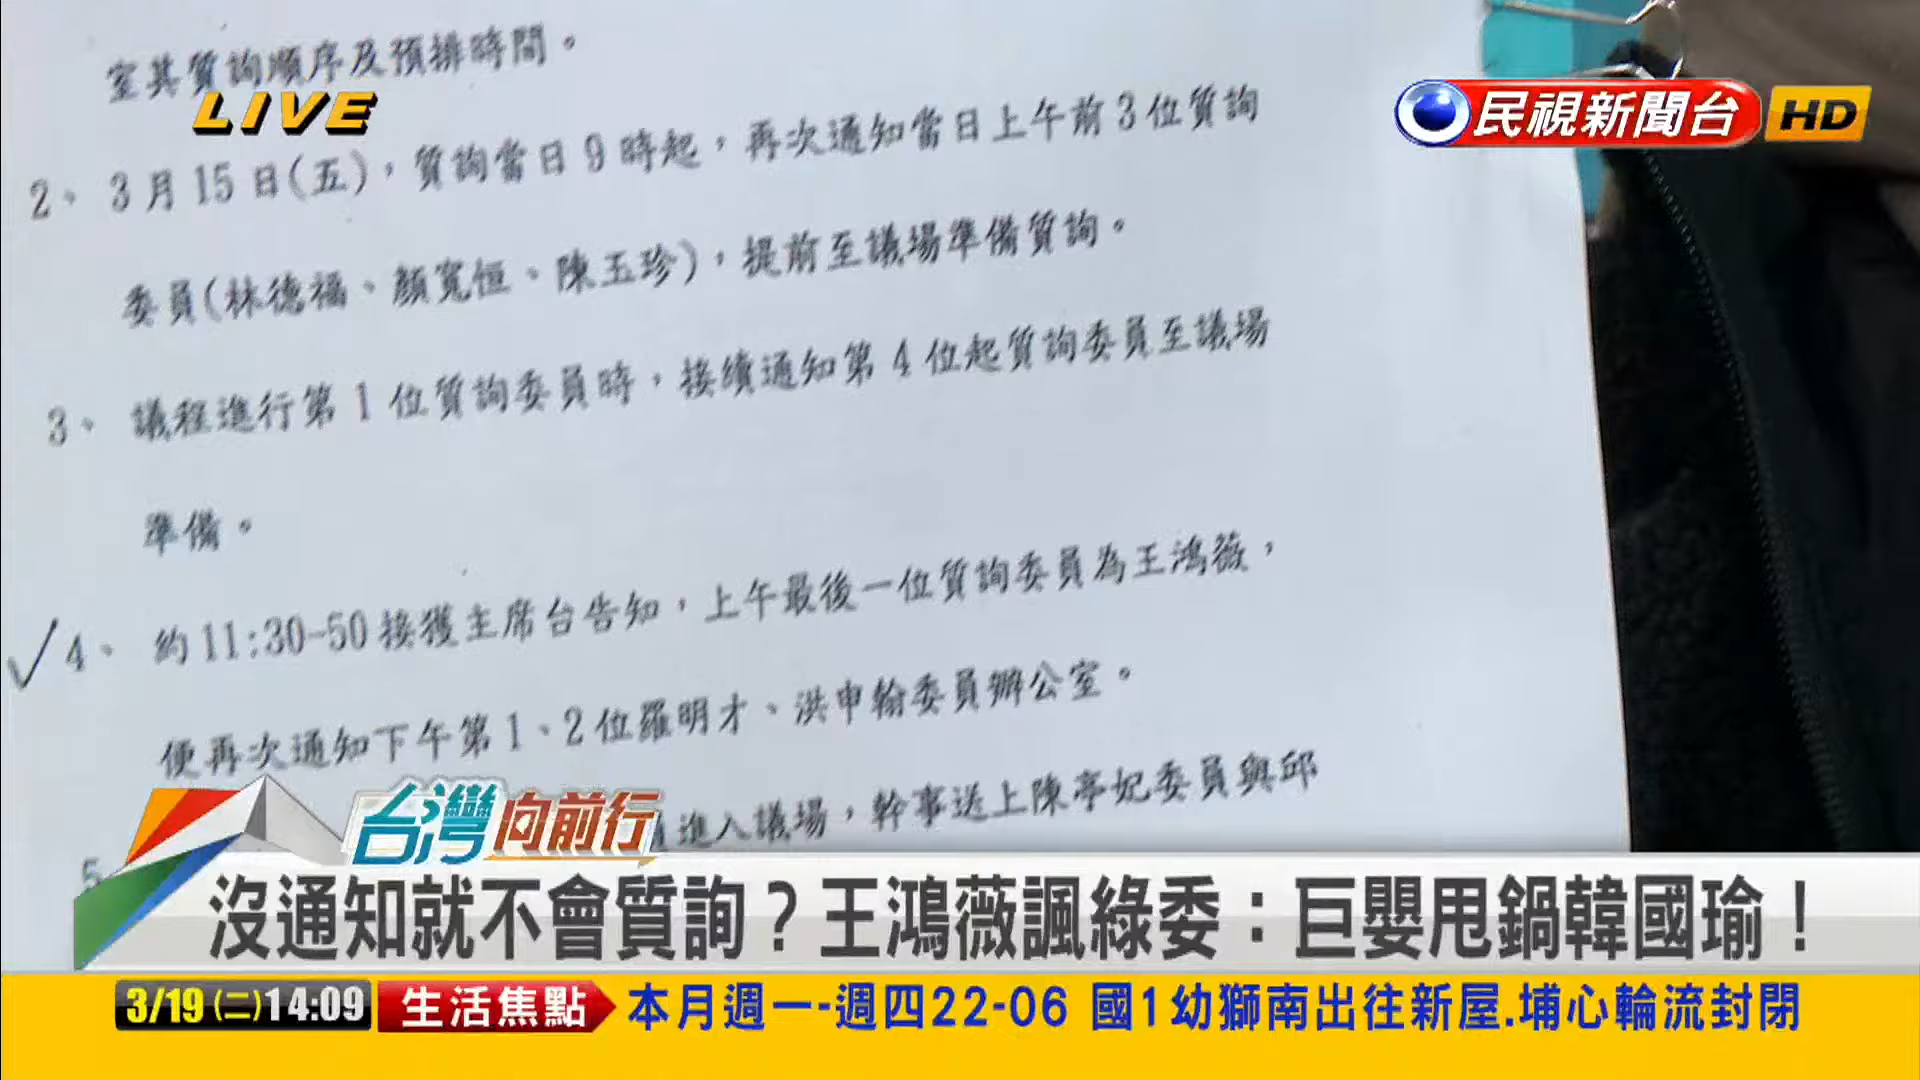 室其質詢順序及預排時間。
LIVE
民視新聞台 HD
2、3月15日(五)，質詢當日9時起，再次通知當日上午前3位質詢
委員(林德福、顏寬恒、陳玉珍)，提前至議場準備質詢。
3、議程進行第1位質詢委員時，接續通知第4位起質詢委員至議場
準備。
✓4、約11:30-50接獲主席台告知，上午最後一位質詢委員為王鴻薇，
便再次通知下午第1、2位羅明才、洪申翰委員辦公室。
5 進入議場，幹事送上陳亭妃委員與邱
台灣向前行
沒通知就不會質詢？王鴻薇諷綠委：巨嬰甩鍋韓國瑜！
3/19(二)14:09 生活焦點 本月週一-週四22-06 國1幼獅南出往新屋.埔心輪流封閉